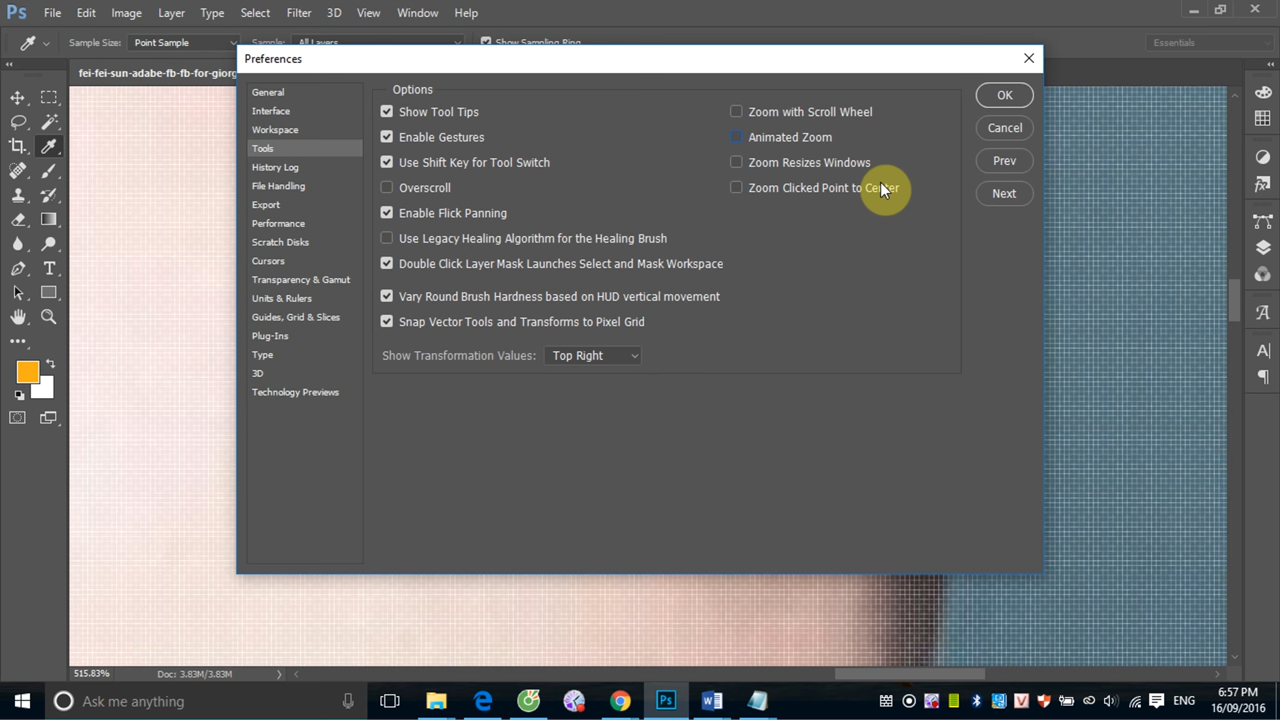 Ps File Edit Image Layer Type Select Filter 3D View Window Help
Sample Size: Point Sample Sample: All Layers Show Sampling Ring Essentials
fei-fei-sun-adabe-fb-fb-for-giorg
Preferences
General
Interface
Workspace
Tools
History Log
File Handling
Export
Performance
Scratch Disks
Cursors
Transparency & Gamut
Units & Rulers
Guides, Grid & Slices
Plug-Ins
Type
3D
Technology Previews
Options
Show Tool Tips
Enable Gestures
Use Shift Key for Tool Switch
Overscroll
Enable Flick Panning
Use Legacy Healing Algorithm for the Healing Brush
Double Click Layer Mask Launches Select and Mask Workspace
Vary Round Brush Hardness based on HUD vertical movement
Snap Vector Tools and Transforms to Pixel Grid
Show Transformation Values: Top Right
Zoom with Scroll Wheel
Animated Zoom
Zoom Resizes Windows
Zoom Clicked Point to Center
OK
Cancel
Prev
Next
515.83% Doc: 3.83M/3.83M
Ask me anything
ENG
6:57 PM
16/09/2016